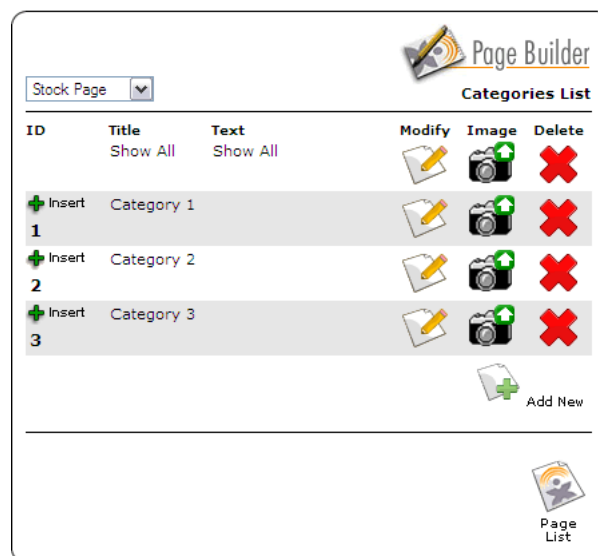 Page Builder
Stock Page
Categories List
ID Title Text Modify Image Delete
Show All Show All
Insert Category 1
1
Insert Category 2
2
Insert Category 3
3
Add New
Page
List